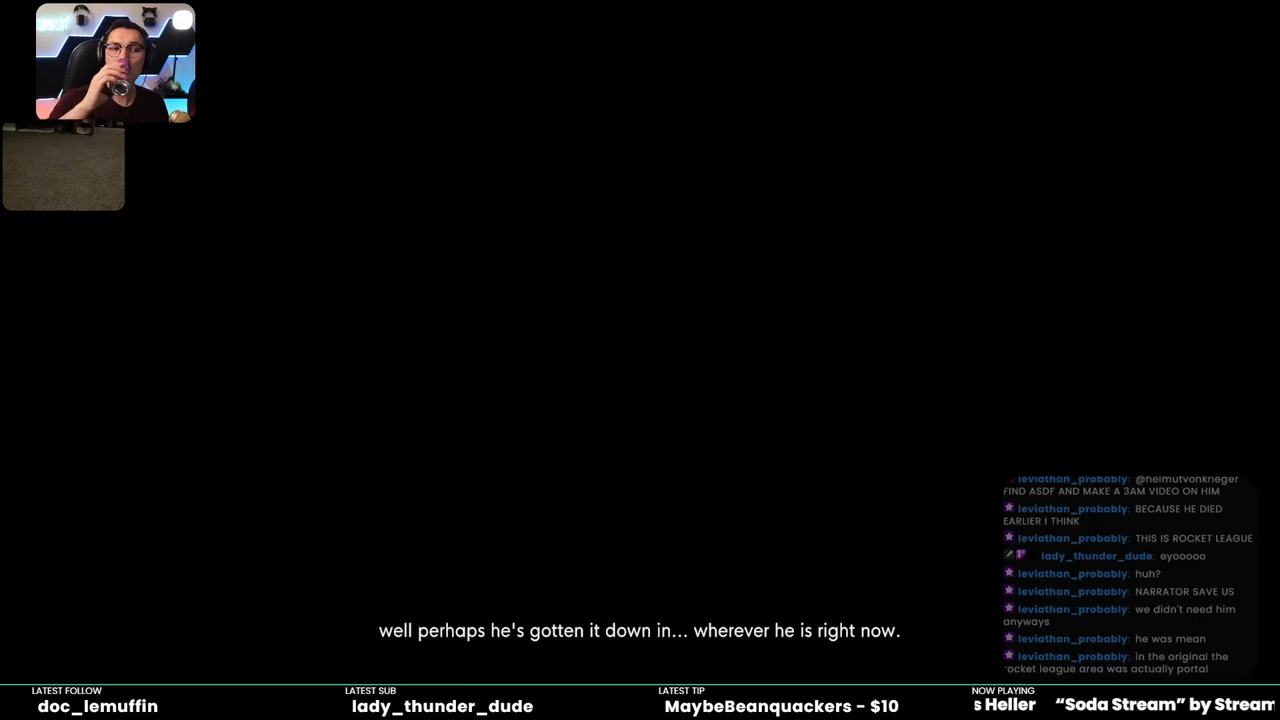 leviathan_probably: @helmutvonkrieger
FIND ASDF AND MAKE A 3AM VIDEO ON HIM
leviathan_probably: BECAUSE HE DIED
EARLIER I THINK
leviathan_probably: THIS IS ROCKET LEAGUE
lady_thunder_dude: eyooooo
leviathan_probably: huh?
leviathan_probably: NARRATOR SAVE US
leviathan_probably: we didn't need him
anyways
leviathan_probably: he was mean
leviathan_probably: in the original the
rocket league area was actually portal
well perhaps he's gotten it down in... wherever he is right now.
LATEST FOLLOW
doc_lemuffin
LATEST SUB
lady_thunder_dude
LATEST TIP
MaybeBeanquackers - $10
NOW PLAYING
s Heller “Soda Stream” by Stream